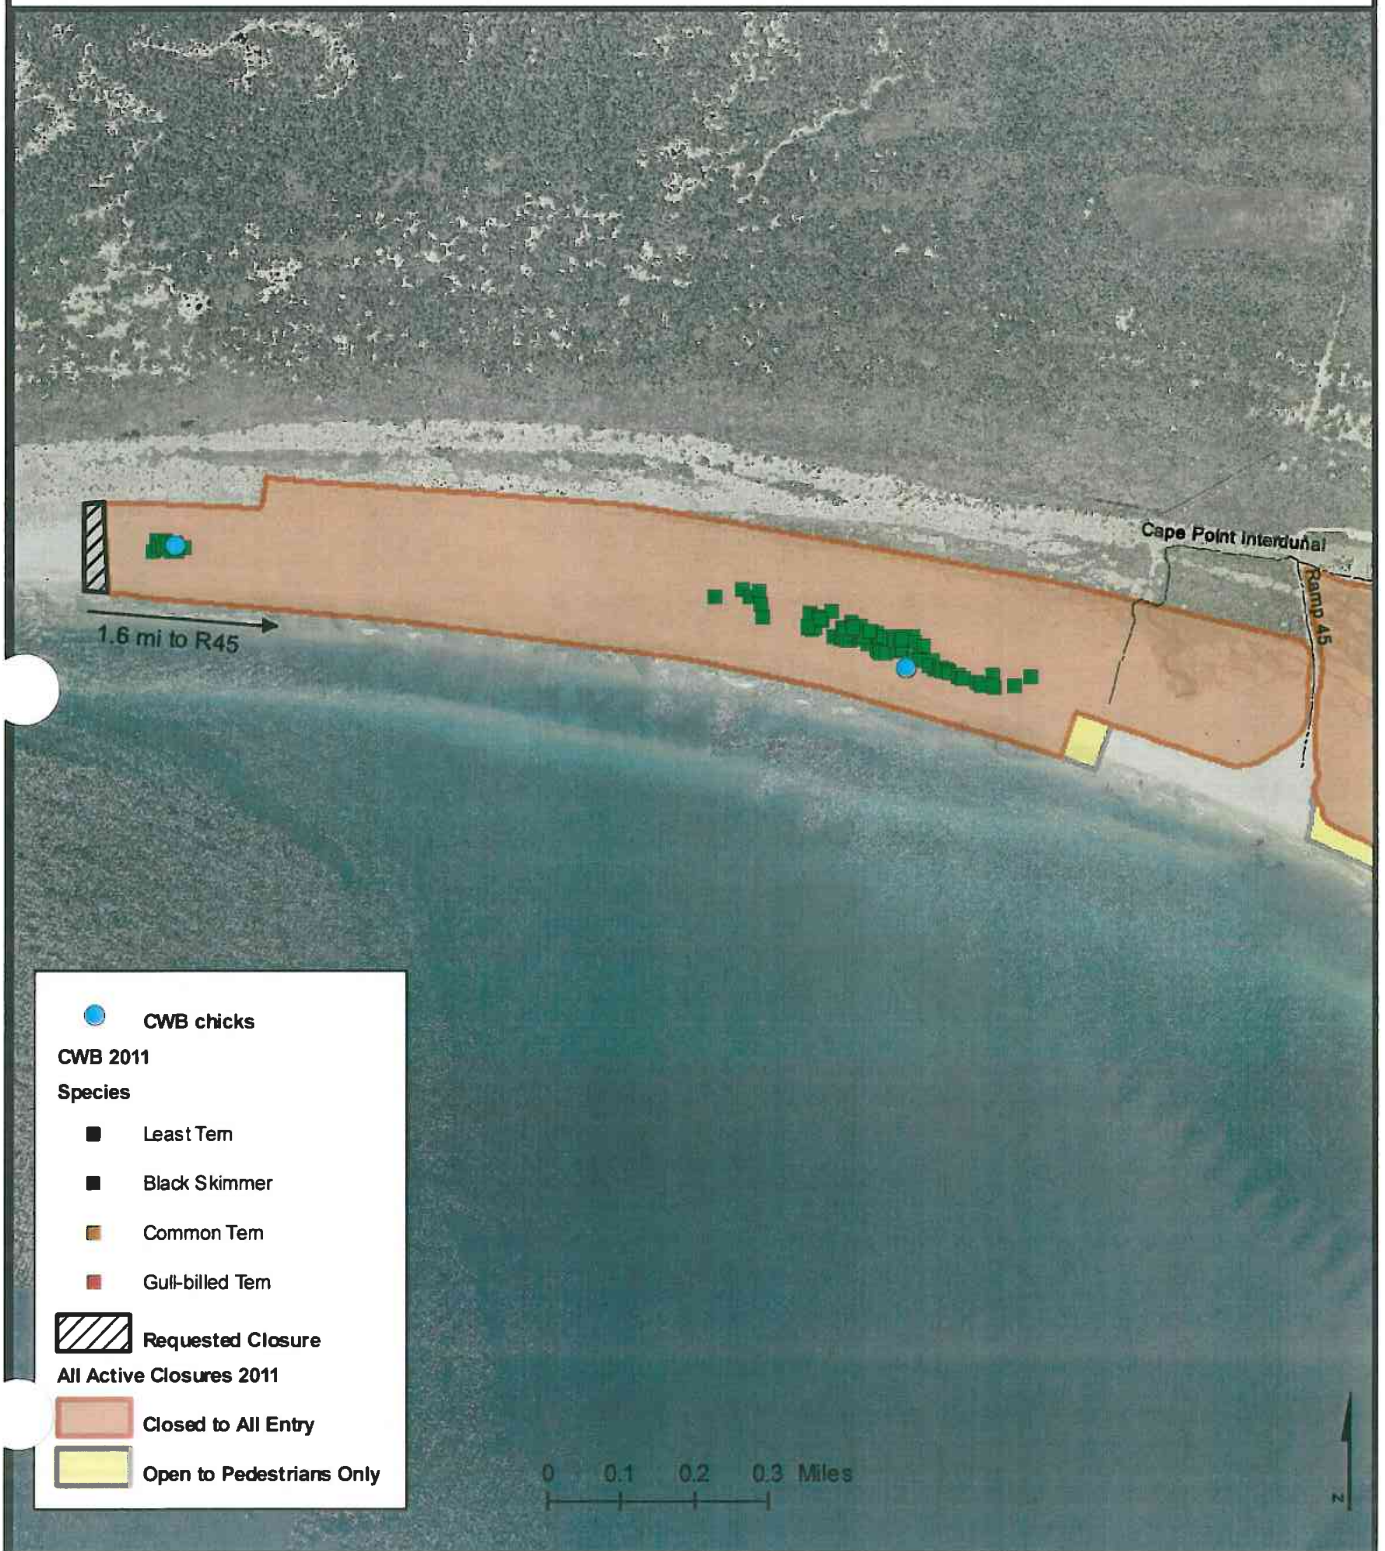 Cape Point Interdunal
Ramp 45
1.6 mi to R45
CWB chicks
CWB 2011
Species
Least Tern
Black Skimmer
Common Tern
Gull-billed Tern
Requested Closure
All Active Closures 2011
Closed to All Entry
Open to Pedestrians Only
0 0.1 0.2 0.3 Miles
N